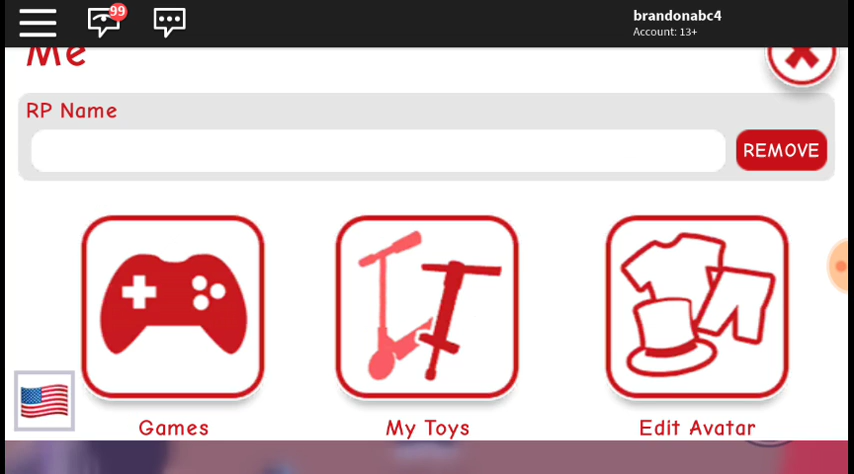 99
brandonabc4
Account: 13+
Me
RP Name
REMOVE
Games
My Toys
Edit Avatar